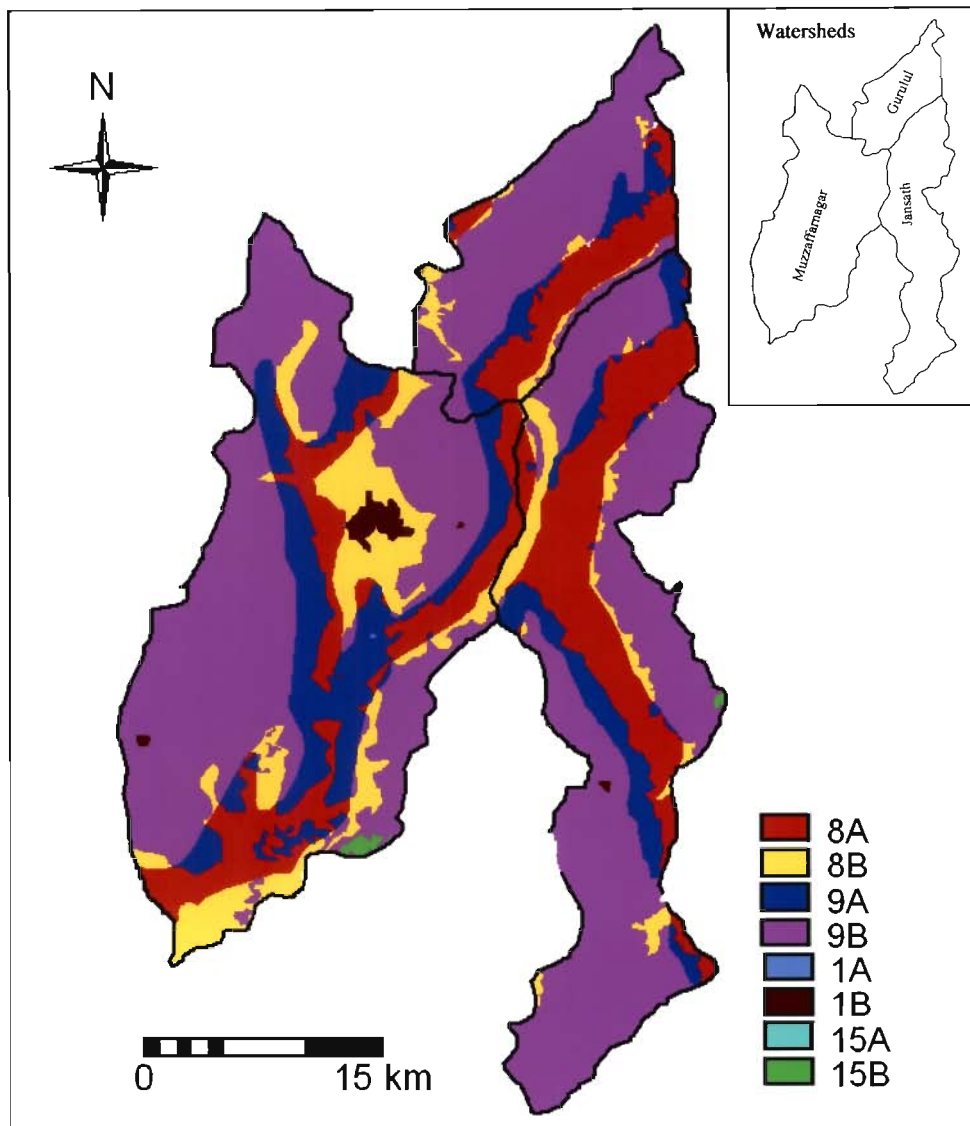 Watersheds
Gurulul
Muzzaffarnagar
Jansath
N
8A
8B
9A
9B
1A
1B
15A
15B
0 15 km